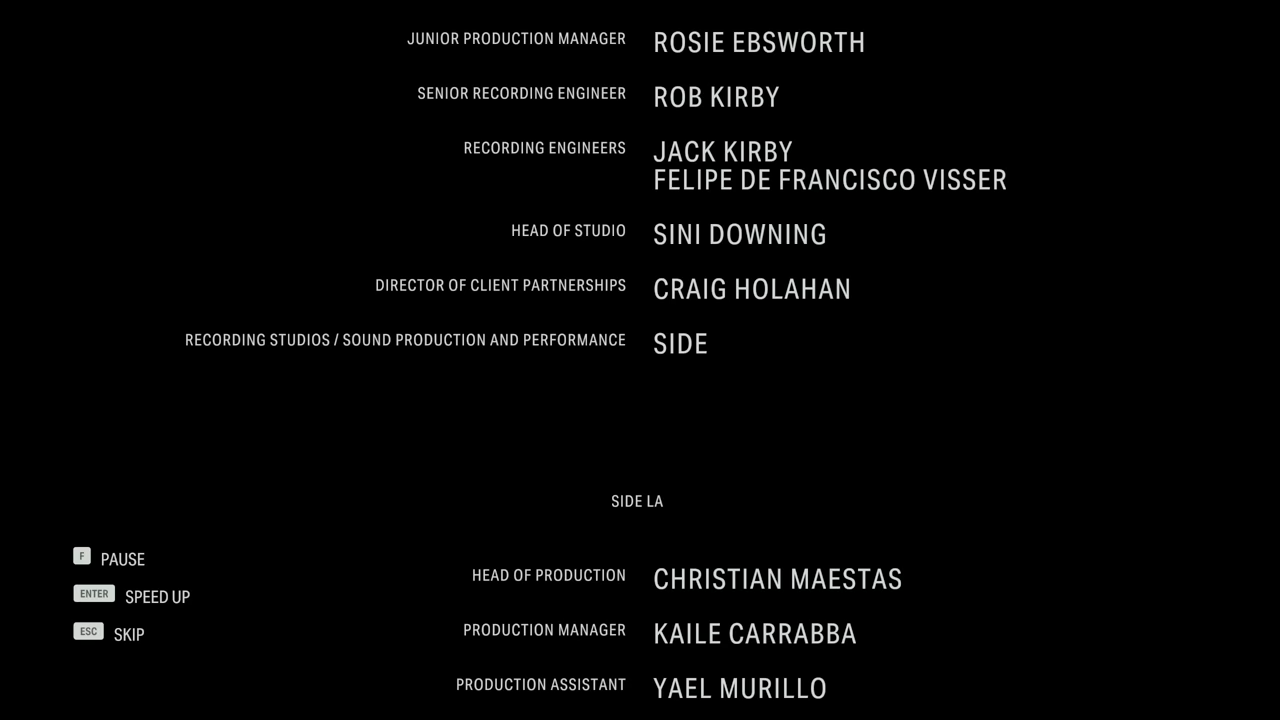 JUNIOR PRODUCTION MANAGER ROSIE EBSWORTH
SENIOR RECORDING ENGINEER ROB KIRBY
RECORDING ENGINEERS JACK KIRBY
FELIPE DE FRANCISCO VISSER
HEAD OF STUDIO SINI DOWNING
DIRECTOR OF CLIENT PARTNERSHIPS CRAIG HOLAHAN
RECORDING STUDIOS / SOUND PRODUCTION AND PERFORMANCE SIDE
SIDE LA
F PAUSE
ENTER SPEED UP
ESC SKIP
HEAD OF PRODUCTION CHRISTIAN MAESTAS
PRODUCTION MANAGER KAILE CARRABBA
PRODUCTION ASSISTANT YAEL MURILLO